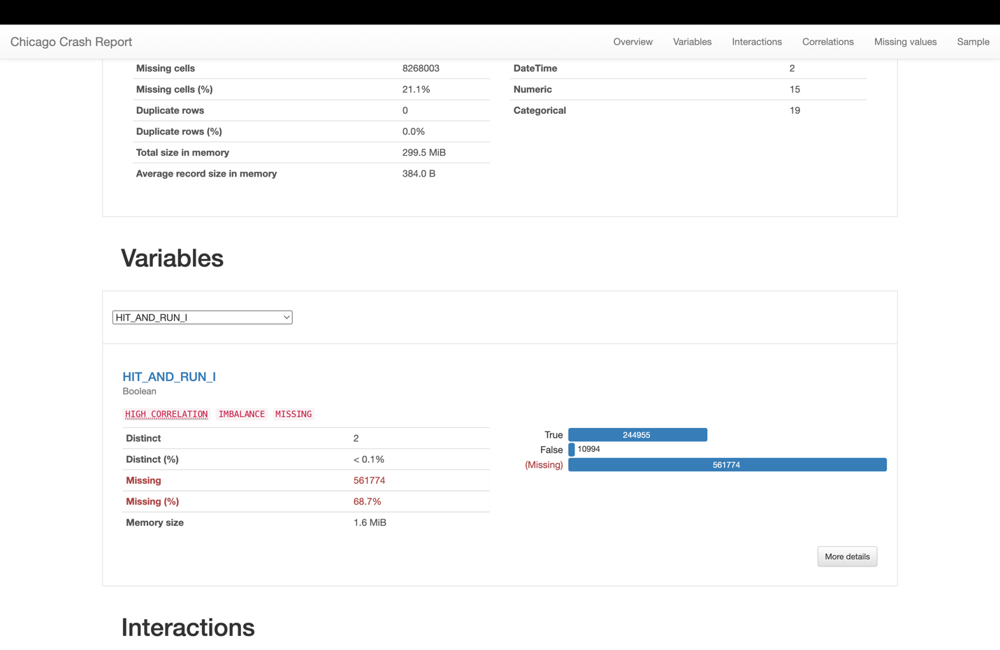 Chicago Crash Report
Overview Variables Interactions Correlations Missing values Sample
Missing cells 8268003
Missing cells (%) 21.1%
Duplicate rows 0
Duplicate rows (%) 0.0%
Total size in memory 299.5 MiB
Average record size in memory 384.0 B
DateTime 2
Numeric 15
Categorical 19
Variables
HIT_AND_RUN_I
HIT_AND_RUN_I
Boolean
HIGH CORRELATION IMBALANCE MISSING
Distinct 2
Distinct (%) < 0.1%
Missing 561774
Missing (%) 68.7%
Memory size 1.6 MiB
True 244955
False 10994
(Missing) 561774
More details
Interactions